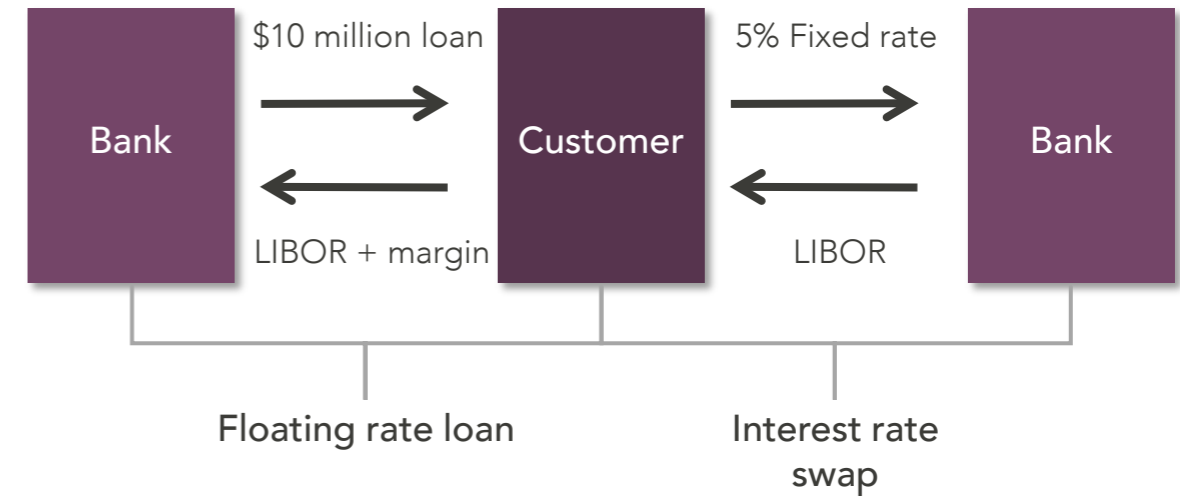 $10 million loan
5% Fixed rate
Bank
Customer
Bank
LIBOR + margin
LIBOR
Floating rate loan
Interest rate
swap